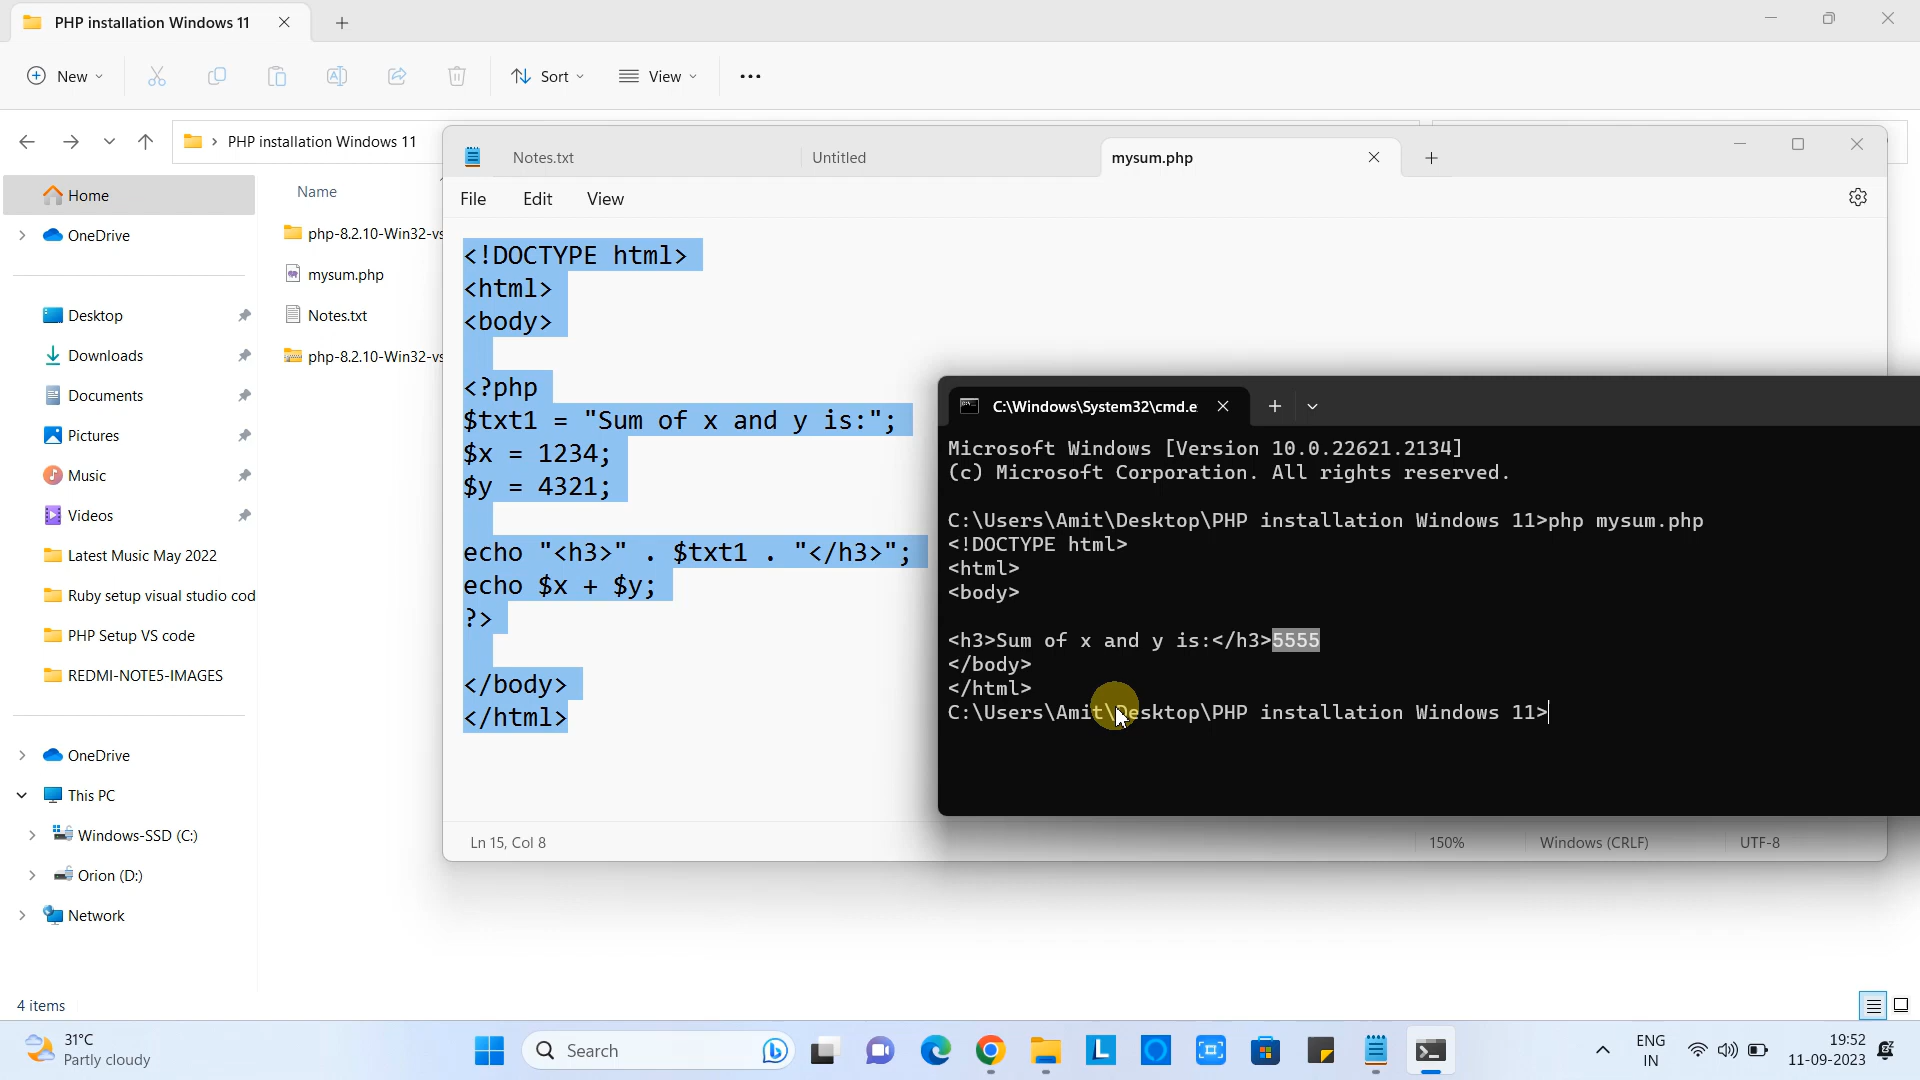 PHP installation Windows 11
New
Sort
View
PHP installation Windows 11
Home
OneDrive
Desktop
Downloads
Documents
Pictures
Music
Videos
Latest Music May 2022
Ruby setup visual studio cod
PHP Setup VS code
REDMI-NOTE5-IMAGES
OneDrive
This PC
Windows-SSD (C:)
Orion (D:)
Network
Name
php-8.2.10-Win32-vs
mysum.php
Notes.txt
php-8.2.10-Win32-vs
4 items
Notes.txt
Untitled
mysum.php
File
Edit
View
<!DOCTYPE html>
<html>
<body>
<?php
$txt1 = "Sum of x and y is:";
$x = 1234;
$y = 4321;
echo "<h3>" . $txt1 . "</h3>";
echo $x + $y;
?>
</body>
</html>
Ln 15, Col 8
150%
Windows (CRLF)
UTF-8
C:\Windows\System32\cmd.e
Microsoft Windows [Version 10.0.22621.2134]
(c) Microsoft Corporation. All rights reserved.
C:\Users\Amit\Desktop\PHP installation Windows 11>php mysum.php
<!DOCTYPE html>
<html>
<body>
<h3>Sum of x and y is:</h3>5555
</body>
</html>
C:\Users\Amit\Desktop\PHP installation Windows 11>
31°C
Partly cloudy
Search
L
ENG
IN
19:52
11-09-2023